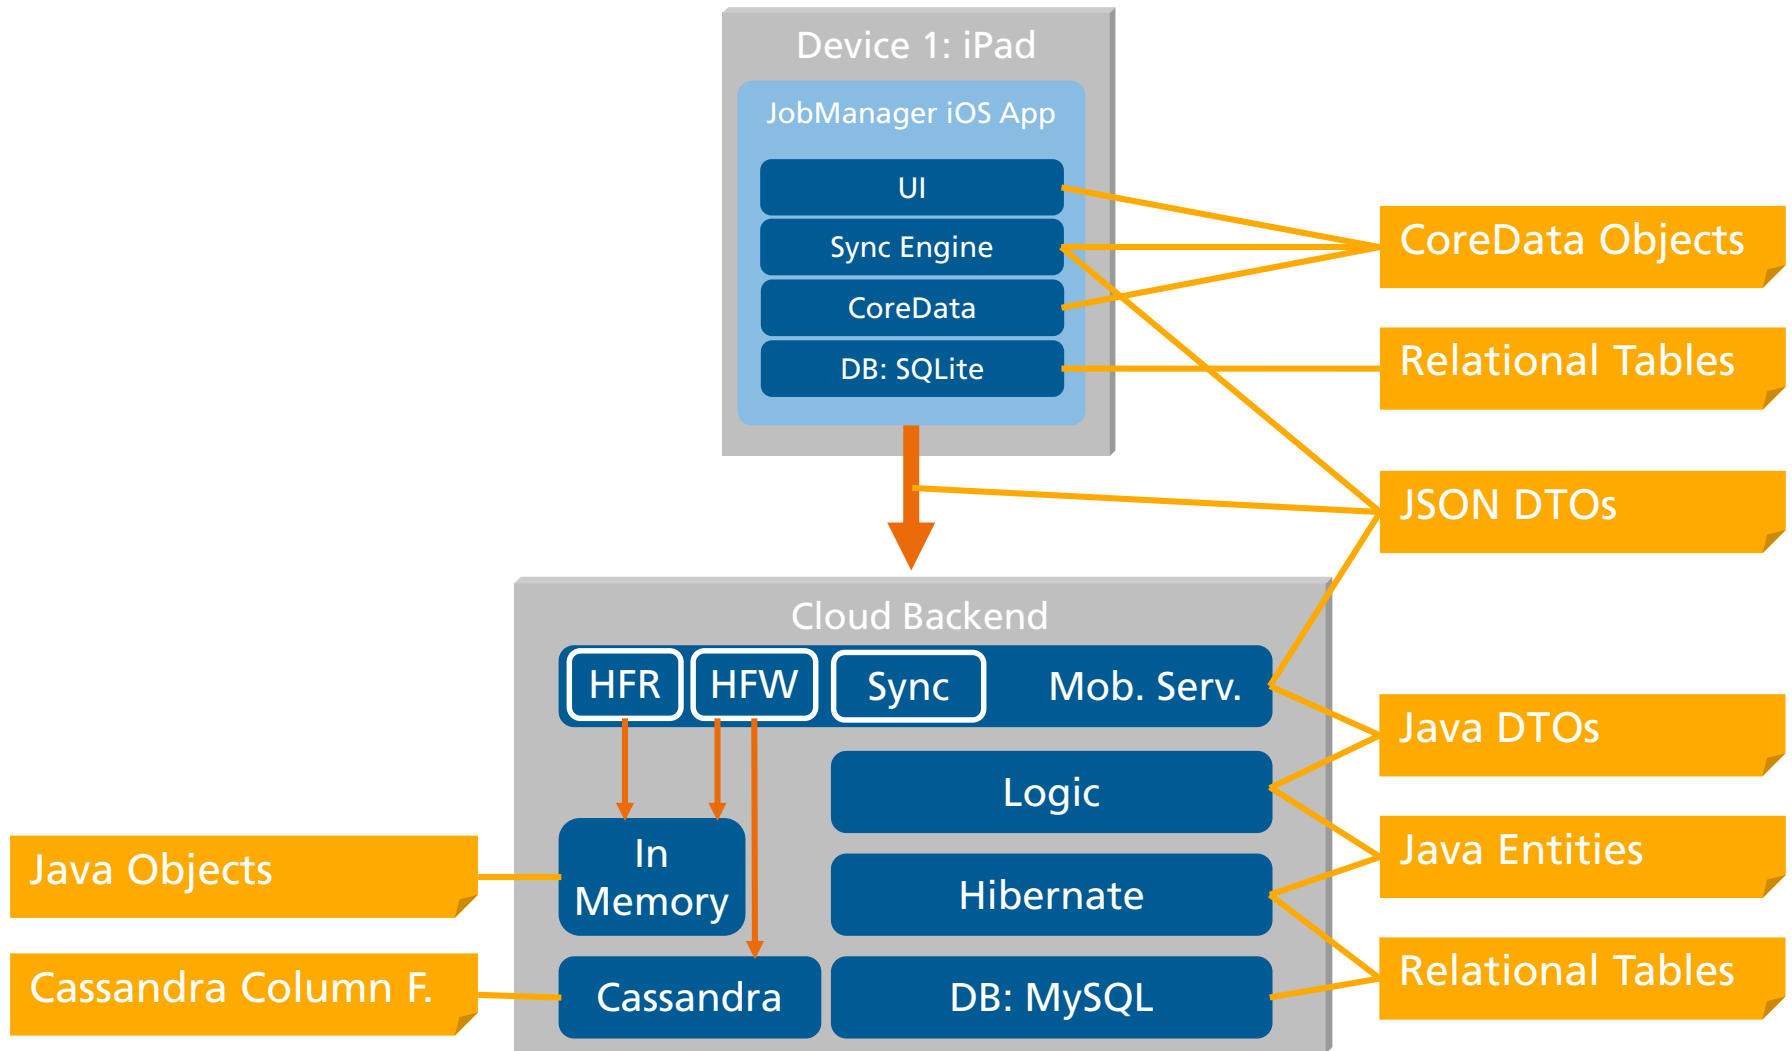 Device 1: iPad
JobManager iOS App
UI
Sync Engine
CoreData
DB: SQLite
CoreData Objects
Relational Tables
JSON DTOs
Cloud Backend
HFR
HFW
Sync
Mob. Serv.
Logic
In
Memory
Hibernate
Cassandra
DB: MySQL
Java DTOs
Java Entities
Relational Tables
Java Objects
Cassandra Column F.